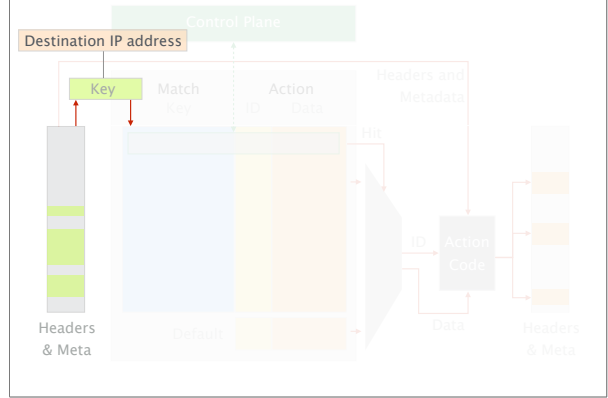 Control Plane
Destination IP address
Key
Match
Action
Headers and
Metadata
Key
ID
Data
Hit
ID
Action
Code
Default
Data
Headers
& Meta
Headers
& Meta